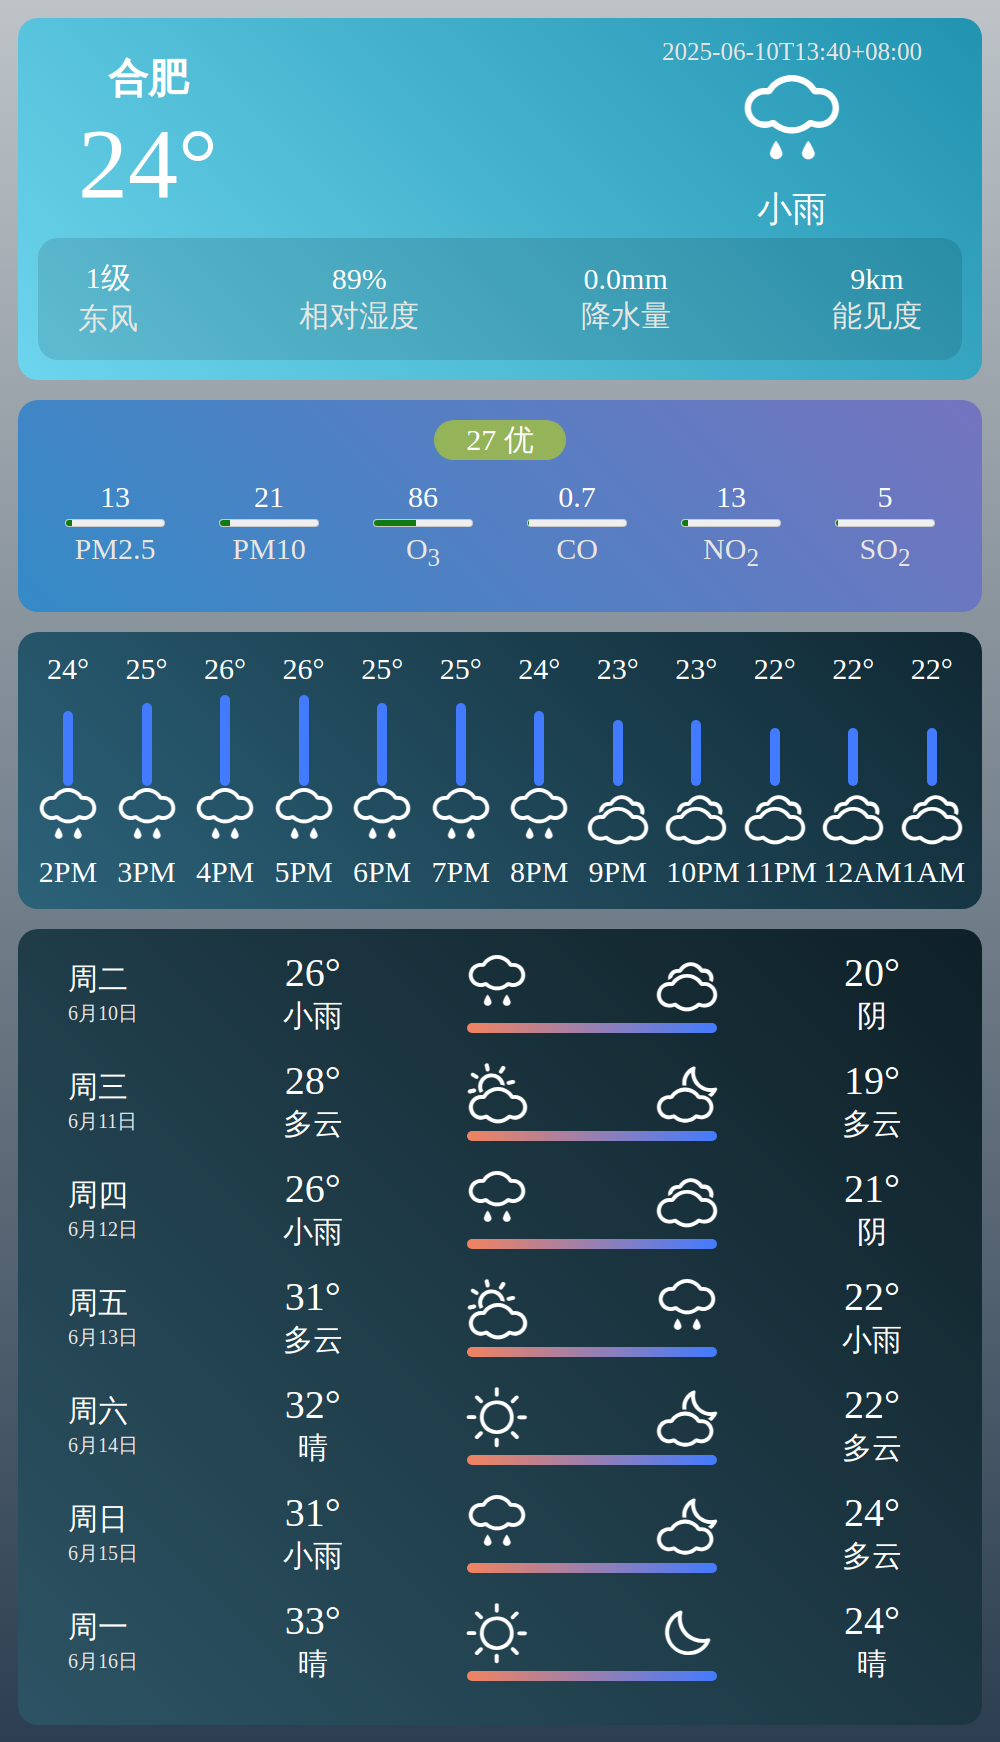 合肥
24°
2025-06-10T13:40+08:00
小雨
1级 89% 0.0mm 9km
东风 相对湿度 降水量 能见度
27 优
13 21 86 0.7 13 5
PM2.5 PM10 O3 CO NO2 SO2
24° 25° 26° 26° 25° 25° 24° 23° 23° 22° 22° 22°
2PM 3PM 4PM 5PM 6PM 7PM 8PM 9PM 10PM 11PM 12AM 1AM
周二 26° 20°
6月10日 小雨 阴
周三 28° 19°
6月11日 多云 多云
周四 26° 21°
6月12日 小雨 阴
周五 31° 22°
6月13日 多云 小雨
周六 32° 22°
6月14日 晴 多云
周日 31° 24°
6月15日 小雨 多云
周一 33° 24°
6月16日 晴 晴